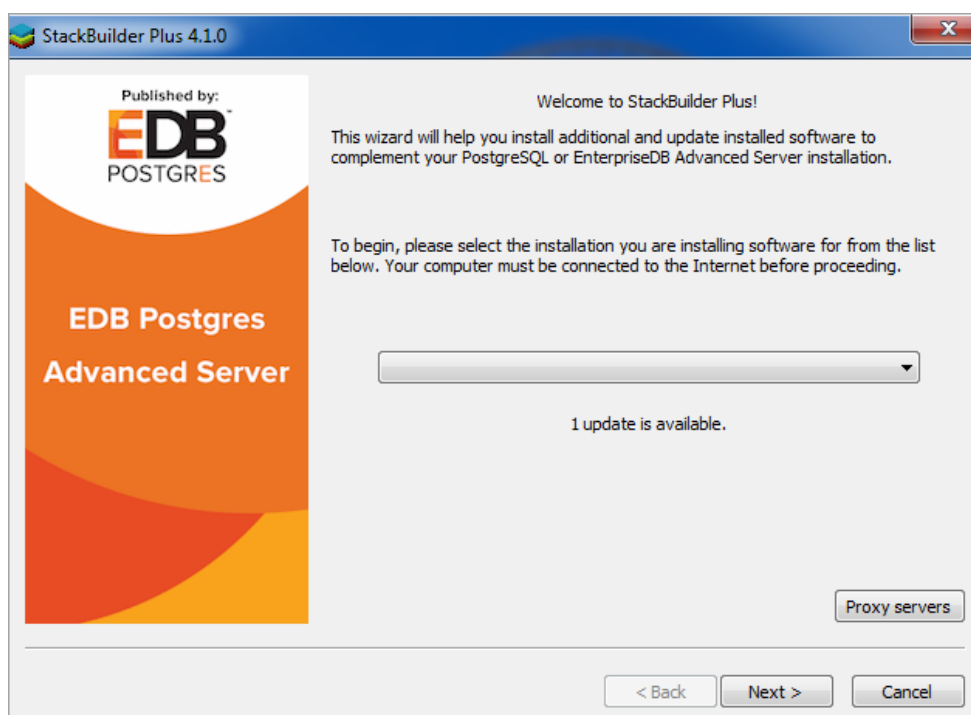 StackBuilder Plus 4.1.0
Published by:
EDB™
POSTGRES
EDB Postgres
Advanced Server
Welcome to StackBuilder Plus!
This wizard will help you install additional and update installed software to
complement your PostgreSQL or EnterpriseDB Advanced Server installation.
To begin, please select the installation you are installing software for from the list
below. Your computer must be connected to the Internet before proceeding.
1 update is available.
Proxy servers
< Back
Next >
Cancel